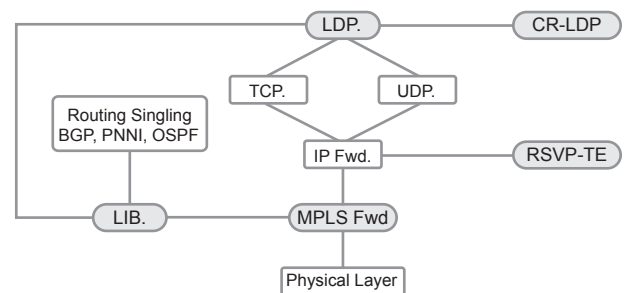 LDP.
CR-LDP
TCP.
UDP.
Routing Singling
BGP, PNNI, OSPF
IP Fwd.
RSVP-TE
LIB.
MPLS Fwd
Physical Layer